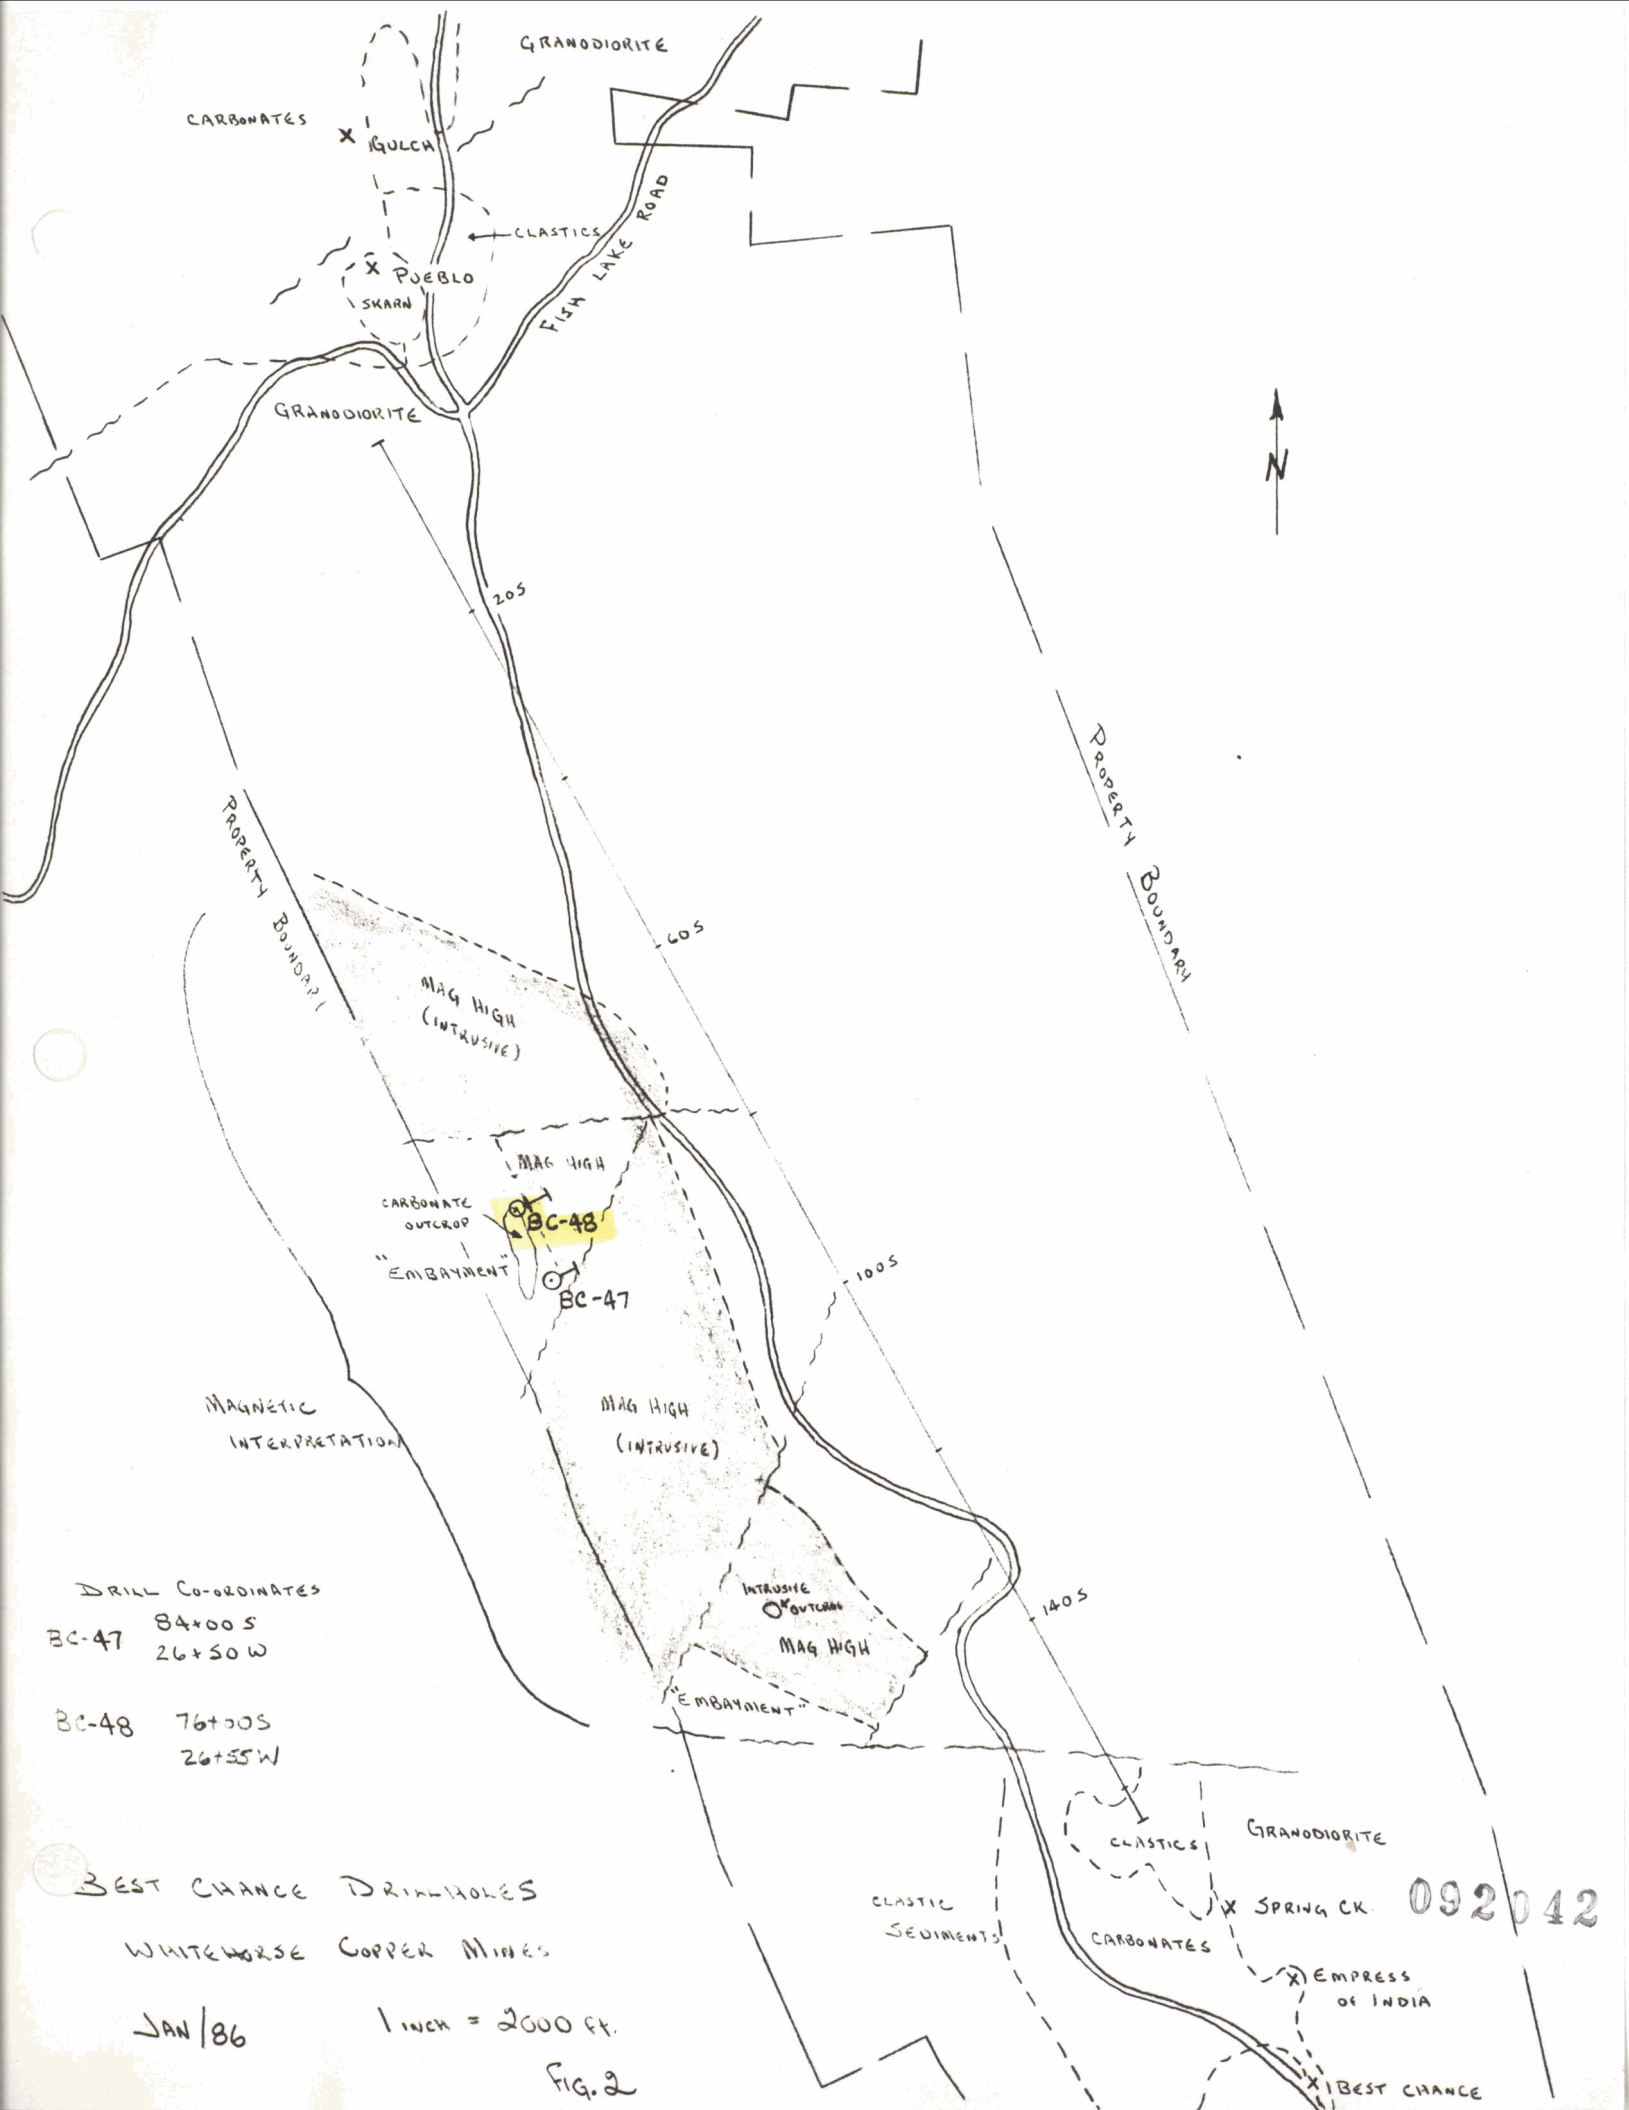 GRANODIORITE
CARBONATES
X GULCH
FISH LAKE ROAD
CLASTICS
X PUEBLO
SKARN
GRANODIORITE
N
20S
PROPERTY BOUNDARY
PROPERTY BOUNDARY
60S
MAG HIGH
(INTRUSIVE)
MAG HIGH
CARBONATE
OUTCROP
BC-48
"EMBAYMENT"
BC-47
100S
MAGNETIC
INTERPRETATION
MAG HIGH
(INTRUSIVE)
DRILL CO-ORDINATES
BC-47 84+00 S
26+50 W
BC-48 76+00S
26+55W
INTRUSIVE
OUTCROP
MAG HIGH
140S
"EMBAYMENT"
CLASTICS
GRANODIORITE
CLASTIC
SEDIMENTS
X SPRING CK.
092042
CARBONATES
X EMPRESS
OF INDIA
X BEST CHANCE
BEST CHANCE DRILLHOLES
WHITEHORSE COPPER MINES
JAN/86 1 INCH = 2000 ft.
FIG. 2